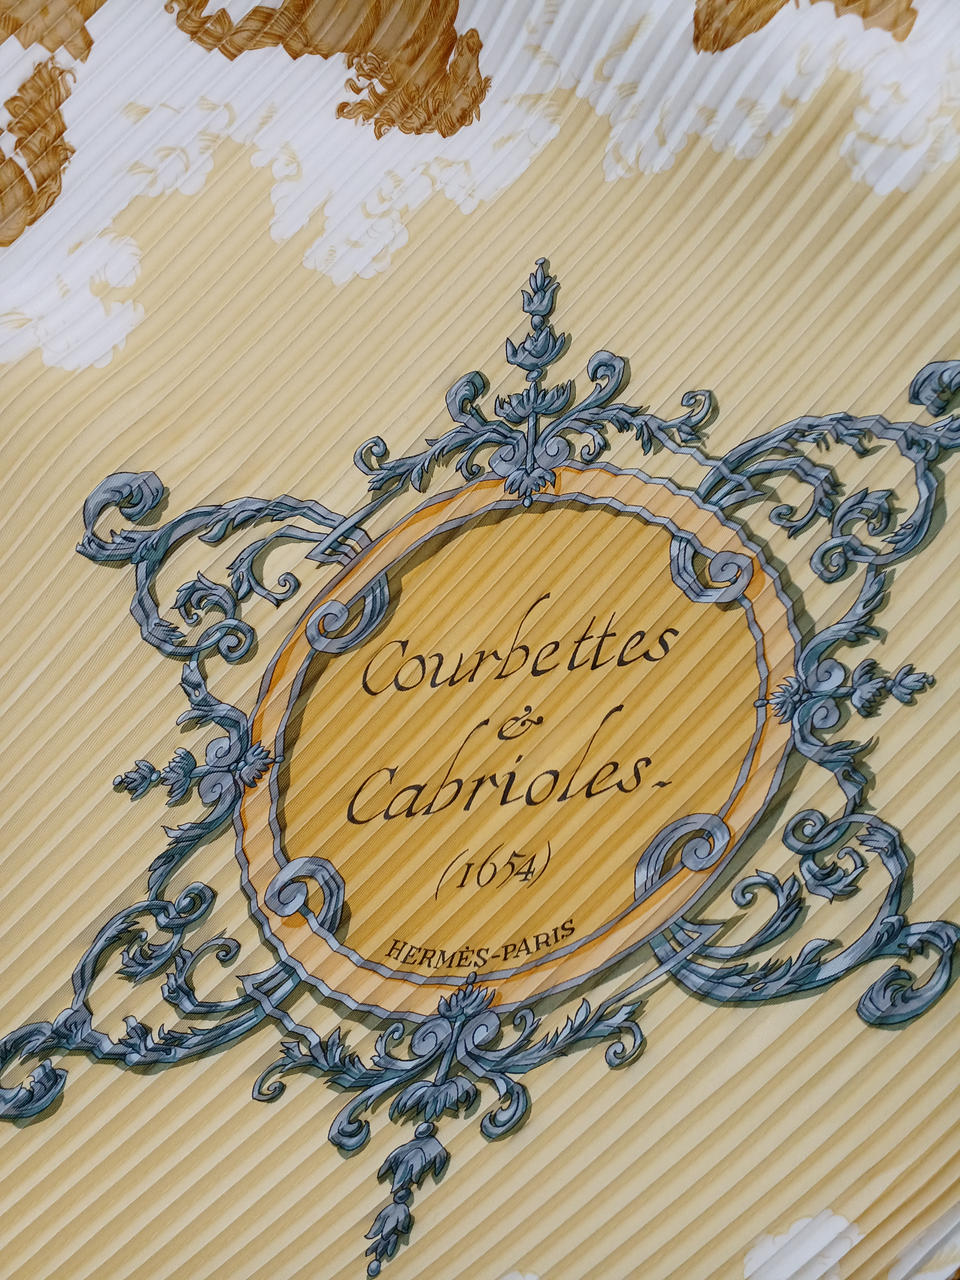 Courbettes
&
Cabrioles-
(1654)
HERMÈS-PARIS